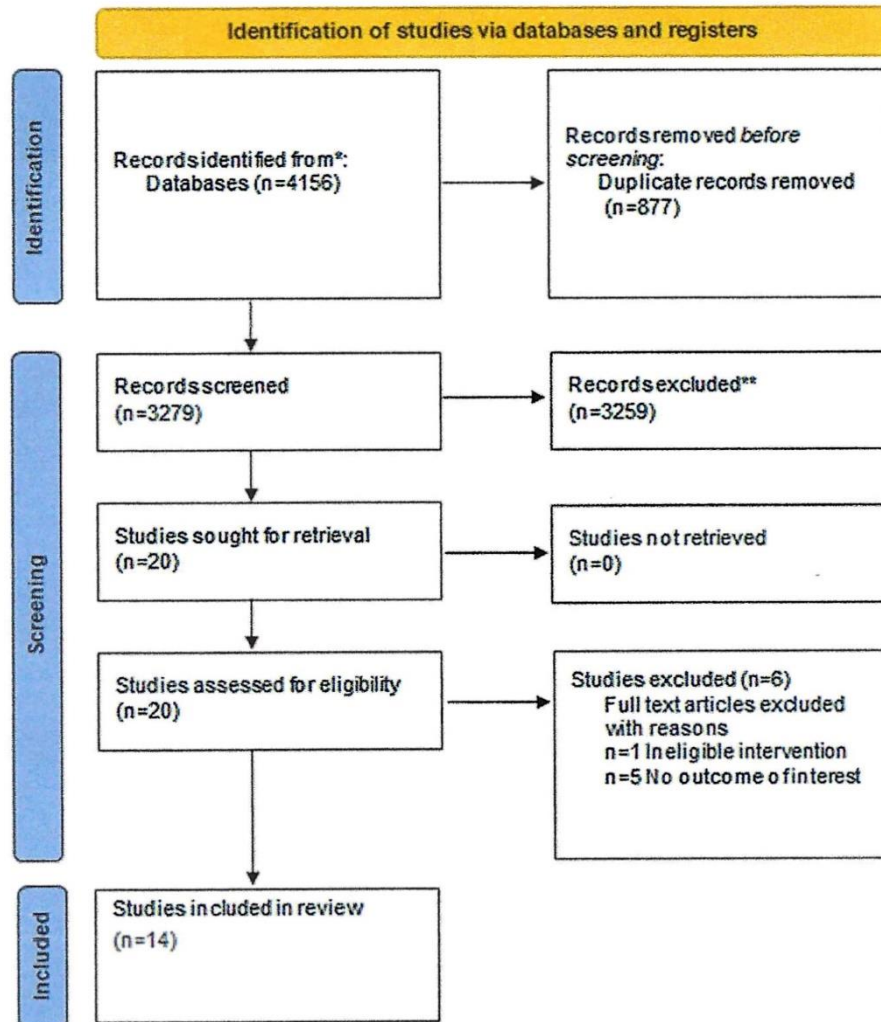 Identification of studies via databases and registers
Identification
Records identified from*:
Databases (n=4156)
Records removed before
screening:
Duplicate records removed
(n=877)
Screening
Records screened
(n=3279)
Records excluded**
(n=3259)
Studies sought for retrieval
(n=20)
Studies not retrieved
(n=0)
Studies assessed for eligibility
(n=20)
Studies excluded (n=6)
Full text articles excluded
with reasons
n=1 Ineligible intervention
n=5 No outcome of interest
Included
Studies included in review
(n=14)